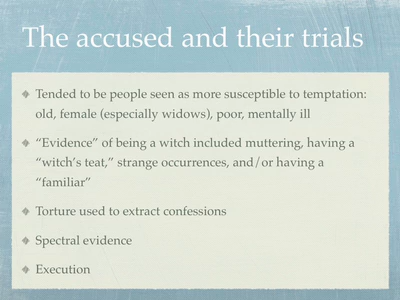 The accused and their trials
Tended to be people seen as more susceptible to temptation:
old, female (especially widows), poor, mentally ill
“Evidence” of being a witch included muttering, having a
“witch’s teat,” strange occurrences, and/or having a
“familiar”
Torture used to extract confessions
Spectral evidence
Execution